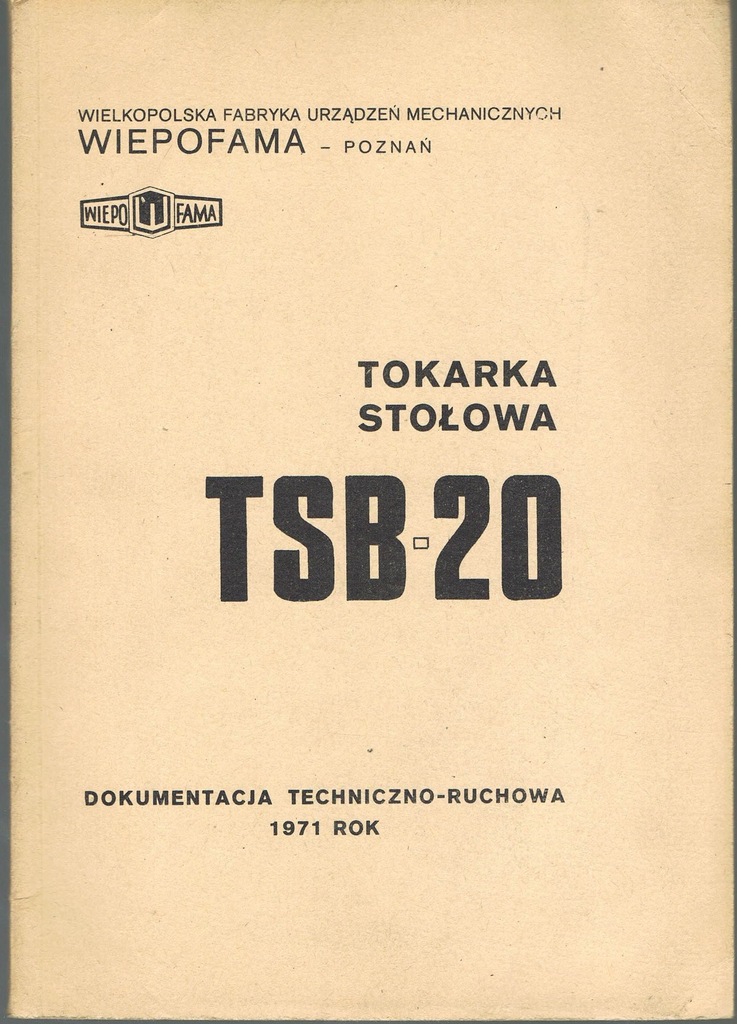 WIELKOPOLSKA FABRYKA URZĄDZEŃ MECHANICZNYCH
WIEPOFAMA – POZNAŃ
WIEPO FAMA
TOKARKA
STOŁOWA
TSB-20
DOKUMENTACJA TECHNICZNO-RUCHOWA
1971 ROK